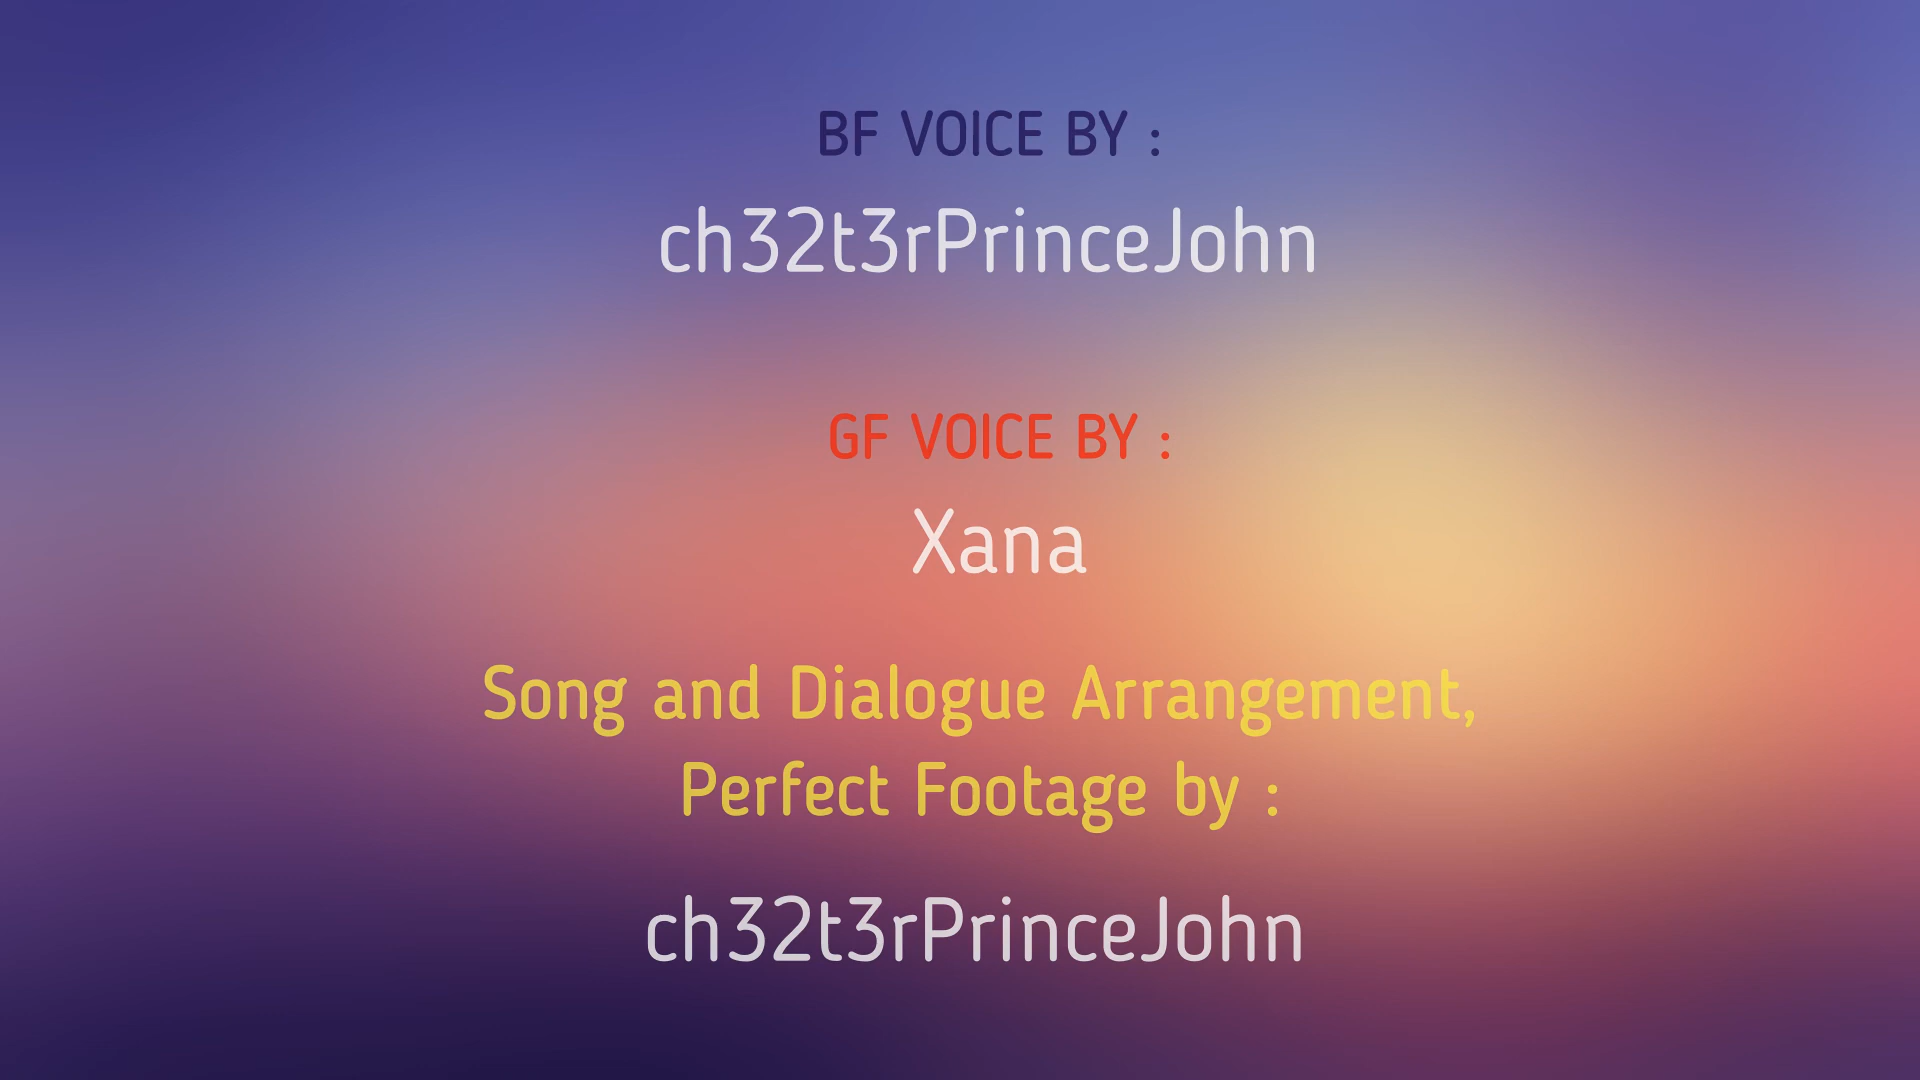 BF VOICE BY :
ch32t3rPrinceJohn
GF VOICE BY :
Xana
Song and Dialogue Arrangement,
Perfect Footage by :
ch32t3rPrinceJohn